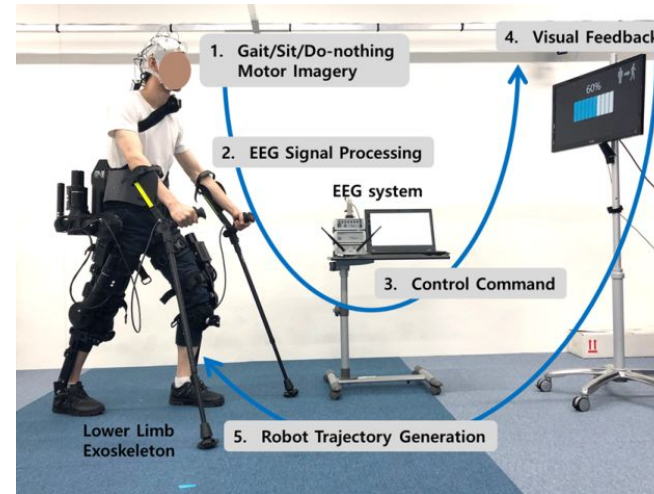 1. Gait/Sit/Do-nothing
Motor Imagery
4. Visual Feedback
60%
2. EEG Signal Processing
EEG system
3. Control Command
Lower Limb
Exoskeleton
5. Robot Trajectory Generation